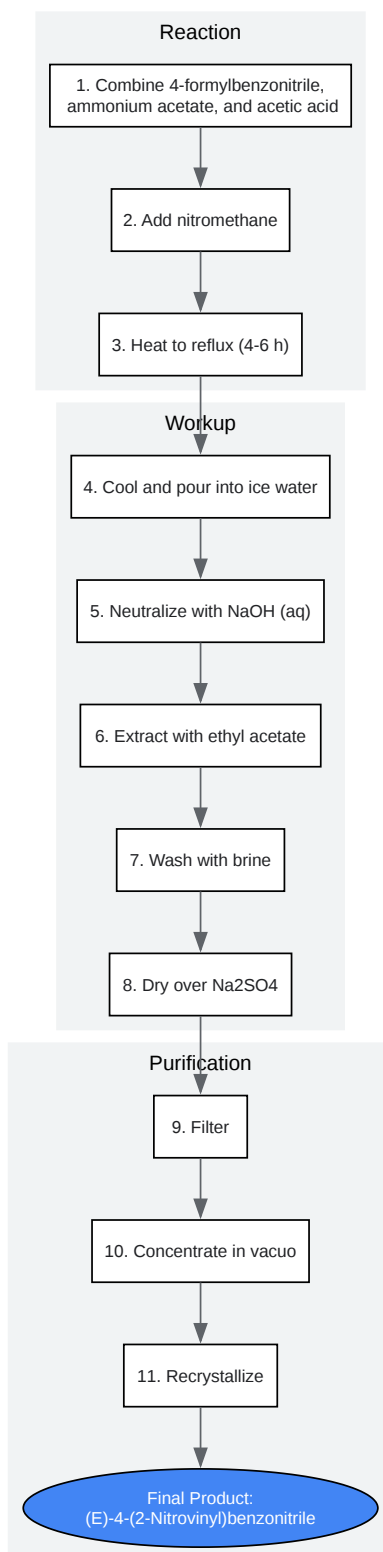 Reaction
1. Combine 4-formylbenzonitrile,
ammonium acetate, and acetic acid
2. Add nitromethane
3. Heat to reflux (4-6 h)
Workup
4. Cool and pour into ice water
5. Neutralize with NaOH (aq)
6. Extract with ethyl acetate
7. Wash with brine
8. Dry over Na2SO4
Purification
9. Filter
10. Concentrate in vacuo
11. Recrystallize
Final Product:
(E)-4-(2-Nitrovinyl)benzonitrile